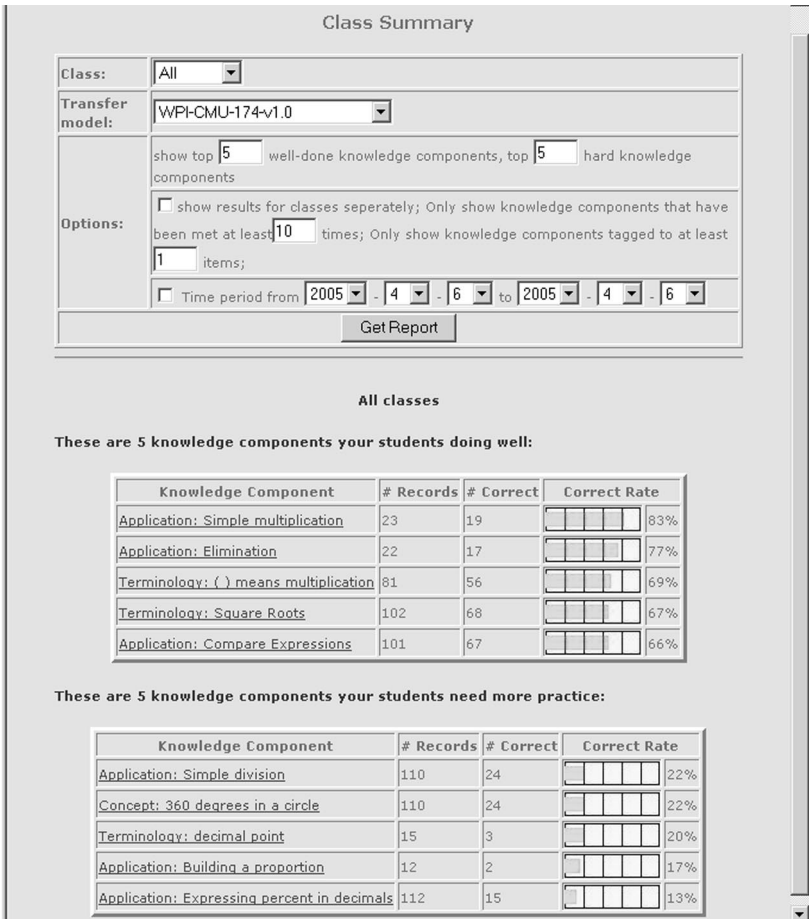 Class Summary
Class: All
Transfer model: WPI-CMU-174-v1.0
Options: show top 5 well-done knowledge components, top 5 hard knowledge
components
show results for classes seperately; Only show knowledge components that have
been met at least 10 times; Only show knowledge components tagged to at least
1 items;
Time period from 2005 - 4 - 6 to 2005 - 4 - 6
Get Report
All classes
These are 5 knowledge components your students doing well:
Knowledge Component # Records # Correct Correct Rate
Application: Simple multiplication 23 19 83%
Application: Elimination 22 17 77%
Terminology: ( ) means multiplication 81 56 69%
Terminology: Square Roots 102 68 67%
Application: Compare Expressions 101 67 66%
These are 5 knowledge components your students need more practice:
Knowledge Component # Records # Correct Correct Rate
Application: Simple division 110 24 22%
Concept: 360 degrees in a circle 110 24 22%
Terminology: decimal point 15 3 20%
Application: Building a proportion 12 2 17%
Application: Expressing percent in decimals 112 15 13%